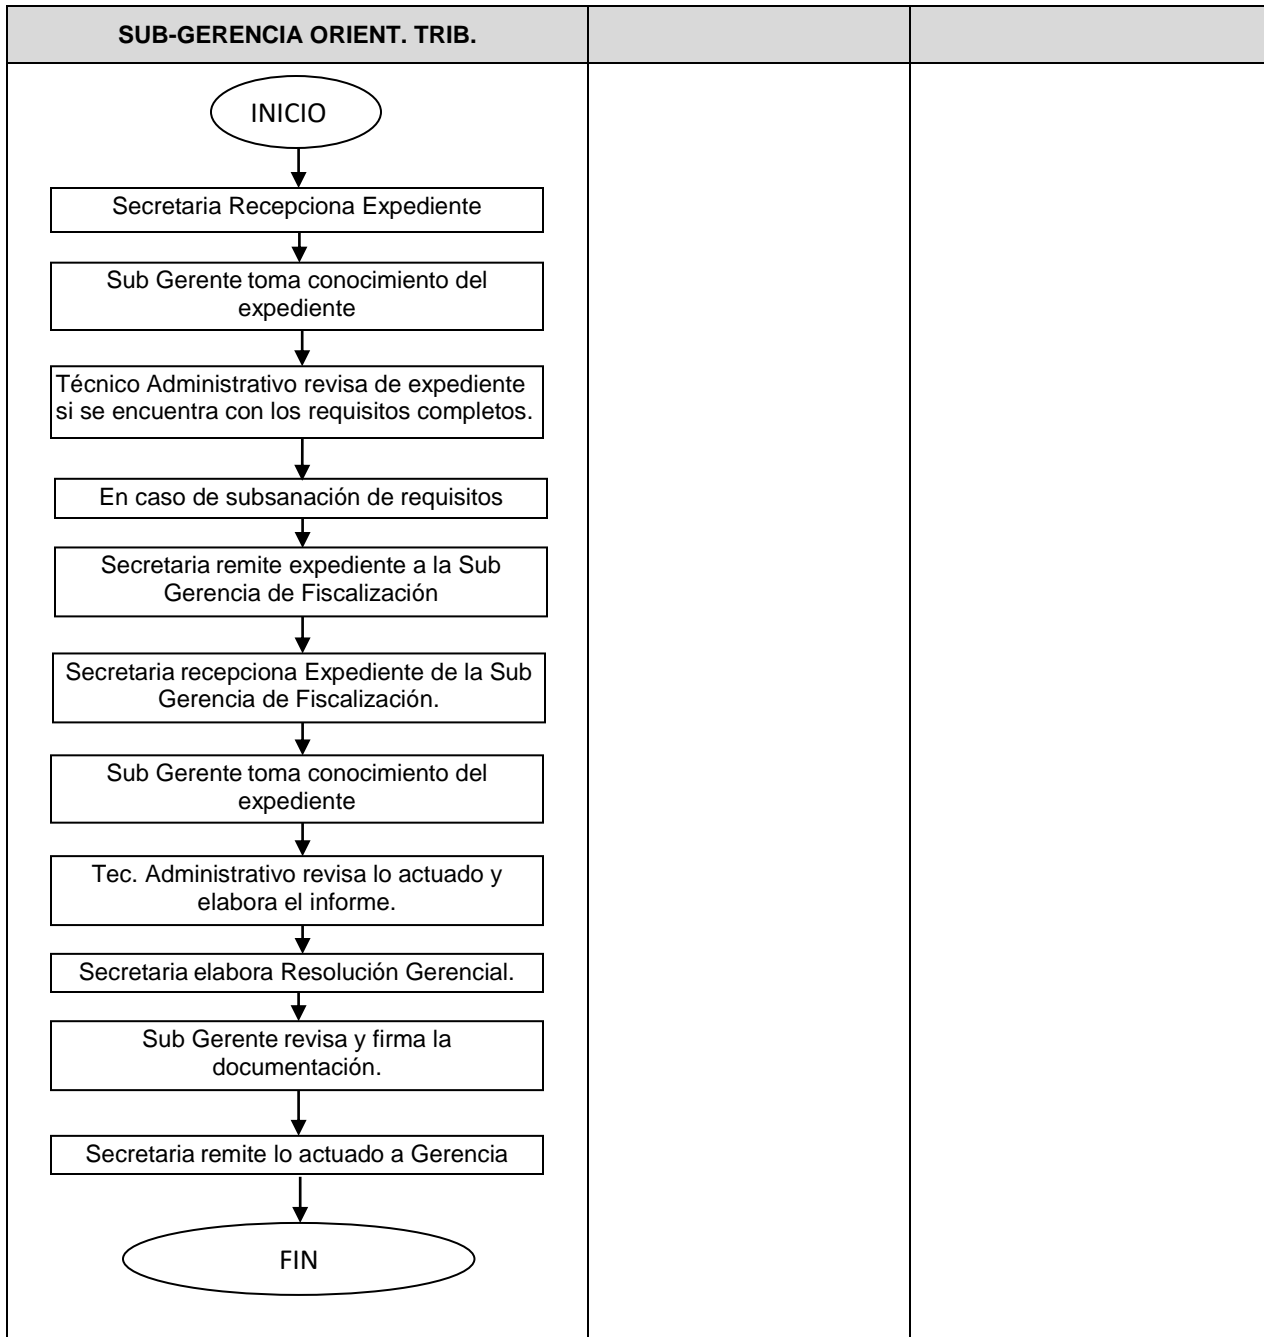 SUB-GERENCIA ORIENT. TRIB.
INICIO
Secretaria Recepciona Expediente
Sub Gerente toma conocimiento del
expediente
Técnico Administrativo revisa de expediente
si se encuentra con los requisitos completos.
En caso de subsanación de requisitos
Secretaria remite expediente a la Sub
Gerencia de Fiscalización
Secretaria recepciona Expediente de la Sub
Gerencia de Fiscalización.
Sub Gerente toma conocimiento del
expediente
Tec. Administrativo revisa lo actuado y
elabora el informe.
Secretaria elabora Resolución Gerencial.
Sub Gerente revisa y firma la
documentación.
Secretaria remite lo actuado a Gerencia
FIN